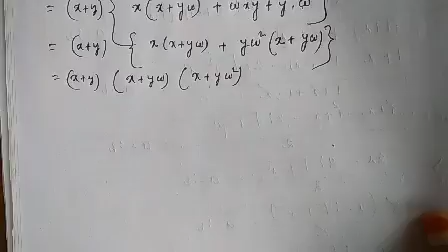 = (x+y) { x(x+yω) + ωxy + y.ω
= (x+y) { x(x+yω) + yω² (x+yω) }
= (x+y) (x+yω) (x+yω²)